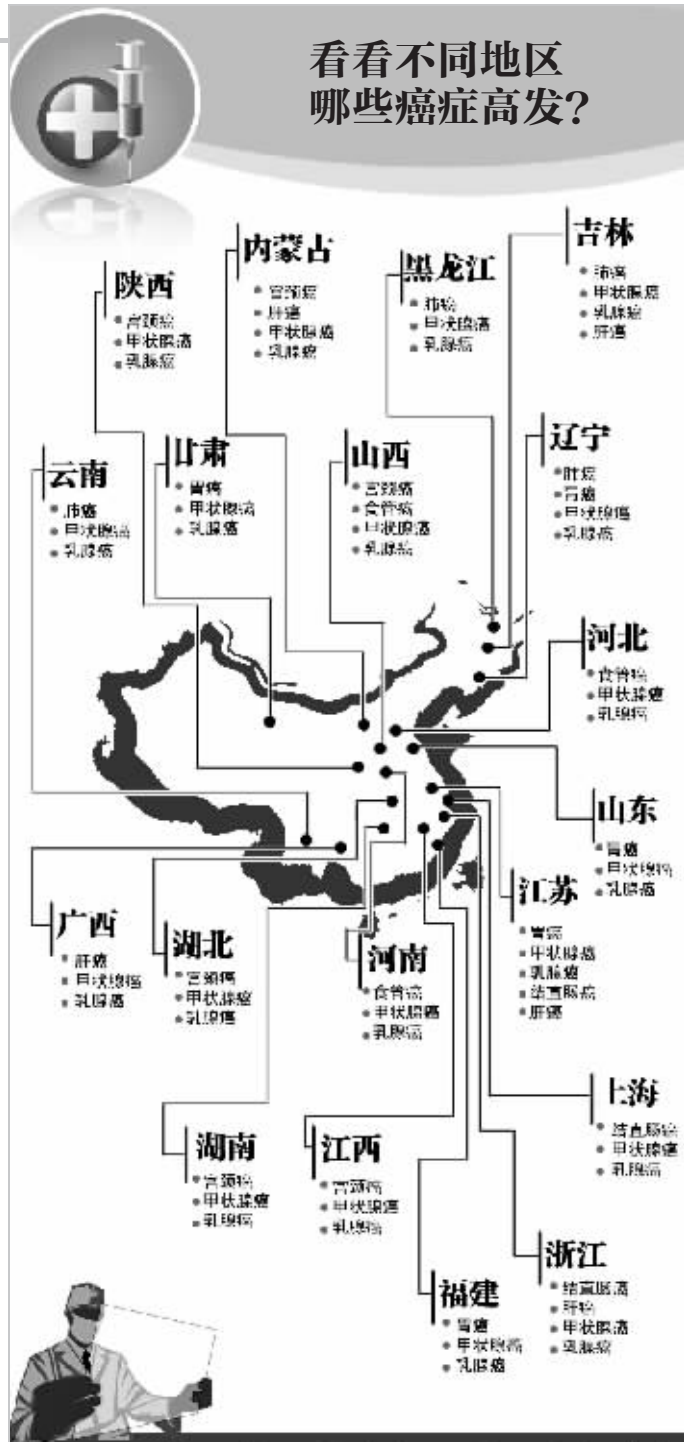 看看不同地区
哪些癌症高发？
陕西
宫颈癌
甲状腺癌
乳腺癌
内蒙古
宫颈癌
肝癌
甲状腺癌
乳腺癌
黑龙江
肺癌
甲状腺癌
乳腺癌
吉林
肺癌
甲状腺癌
乳腺癌
肝癌
云南
肺癌
甲状腺癌
乳腺癌
甘肃
胃癌
甲状腺癌
乳腺癌
山西
宫颈癌
食管癌
甲状腺癌
乳腺癌
辽宁
肺癌
胃癌
甲状腺癌
乳腺癌
河北
食管癌
甲状腺癌
乳腺癌
山东
胃癌
甲状腺癌
乳腺癌
广西
肝癌
甲状腺癌
乳腺癌
湖北
宫颈癌
甲状腺癌
乳腺癌
河南
食管癌
甲状腺癌
乳腺癌
江苏
胃癌
甲状腺癌
乳腺癌
结直肠癌
肝癌
上海
结直肠癌
甲状腺癌
乳腺癌
湖南
宫颈癌
甲状腺癌
乳腺癌
江西
宫颈癌
甲状腺癌
乳腺癌
福建
胃癌
甲状腺癌
乳腺癌
浙江
结直肠癌
肝癌
甲状腺癌
乳腺癌